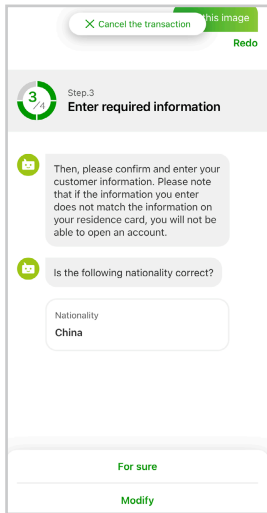 his image
Cancel the transaction
Redo
3/4
Step.3
Enter required information
Then, please confirm and enter your
customer information. Please note
that if the information you enter
does not match the information on
your residence card, you will not be
able to open an account.
Is the following nationality correct?
Nationality
China
For sure
Modify